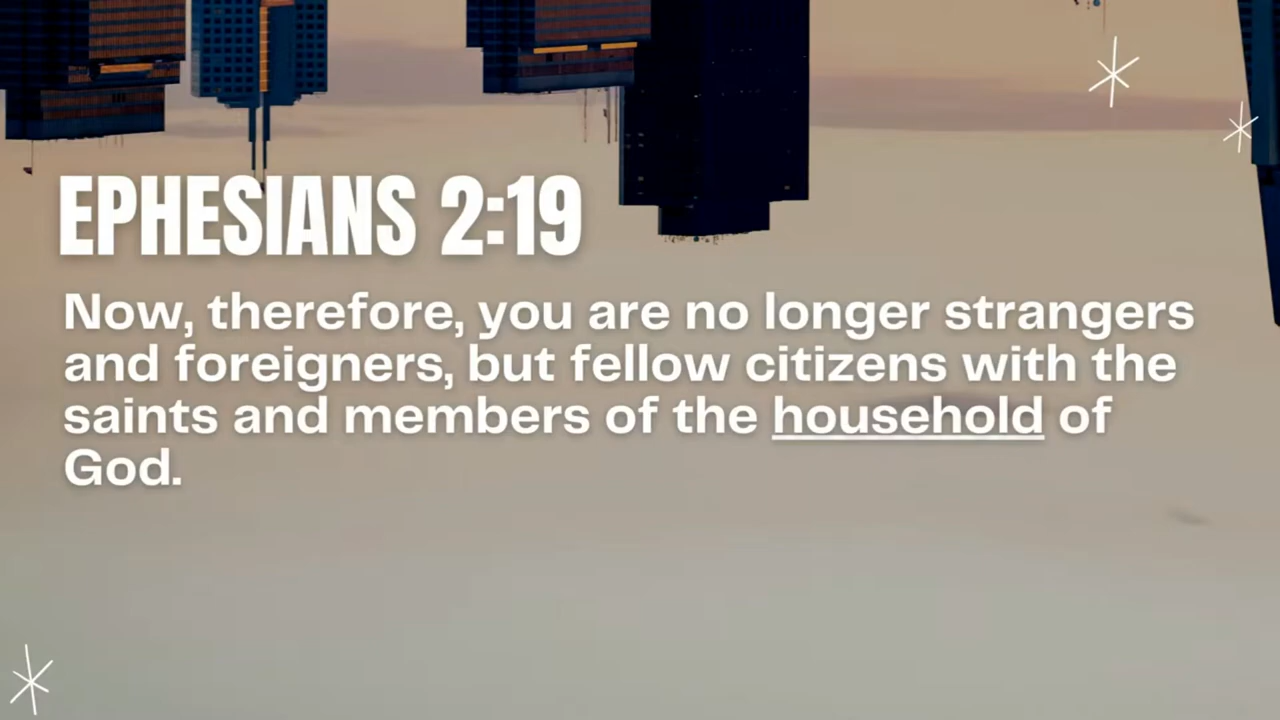 EPHESIANS 2:19
Now, therefore, you are no longer strangers
and foreigners, but fellow citizens with the
saints and members of the household of
God.